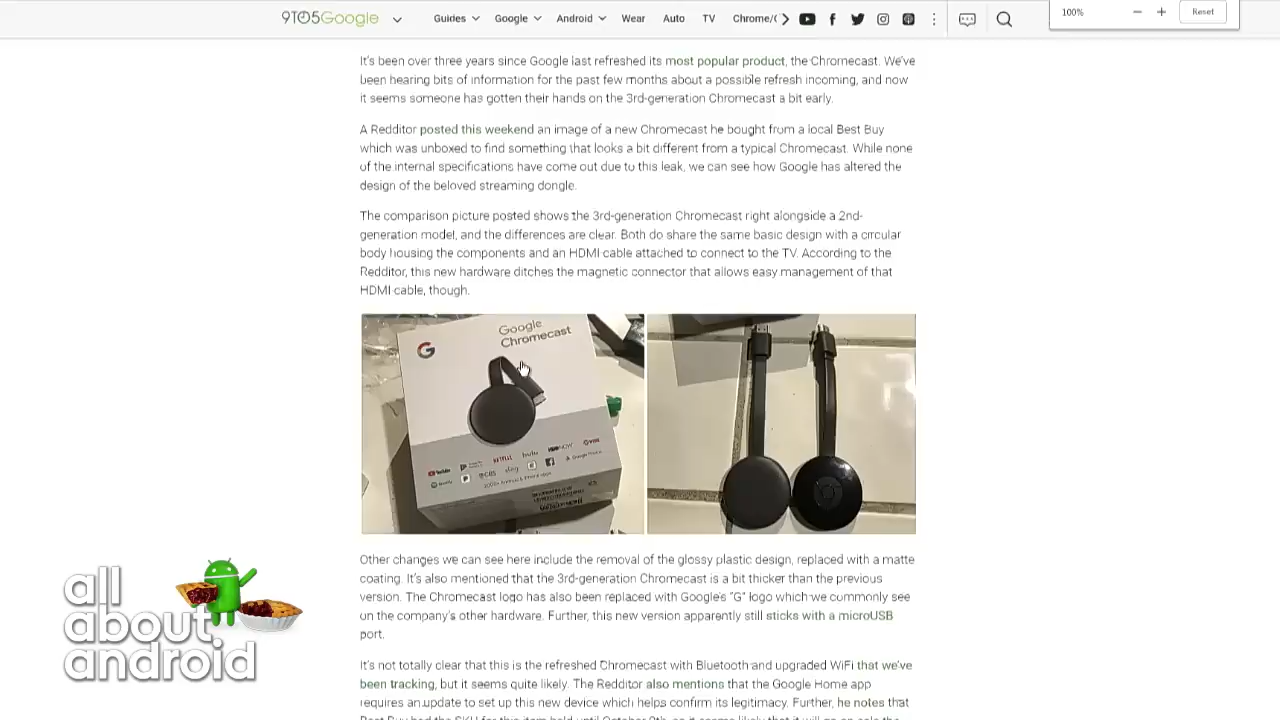 9TO5Google
Guides Google Android Wear Auto TV Chrome/C
100% Reset
It's been over three years since Google last refreshed its most popular product, the Chromecast. We've
been hearing bits of information for the past few months about a possible refresh incoming, and now
it seems someone has gotten their hands on the 3rd-generation Chromecast a bit early.
A Redditor posted this weekend an image of a new Chromecast he bought from a local Best Buy
which was unboxed to find something that looks a bit different from a typical Chromecast. While none
of the internal specifications have come out due to this leak, we can see how Google has altered the
design of the beloved streaming dongle.
The comparison picture posted shows the 3rd-generation Chromecast right alongside a 2nd-
generation model, and the differences are clear. Both do share the same basic design with a circular
body housing the components and an HDMI cable attached to connect to the TV. According to the
Redditor, this new hardware ditches the magnetic connector that allows easy management of that
HDMI cable, though.
Google
Chromecast
G
YouTube NETFLIX hulu HBO NOW
Spotify CBS sling Google Photos
Other changes we can see here include the removal of the glossy plastic design, replaced with a matte
coating. It's also mentioned that the 3rd-generation Chromecast is a bit thicker than the previous
version. The Chromecast logo has also been replaced with Google's "G" logo which we commonly see
on the company's other hardware. Further, this new version apparently still sticks with a microUSB
port.
It's not totally clear that this is the refreshed Chromecast with Bluetooth and upgraded WiFi that we've
been tracking, but it seems quite likely. The Redditor also mentions that the Google Home app
requires an update to set up this new device which helps confirm its legitimacy. Further, he notes that
all
about
android